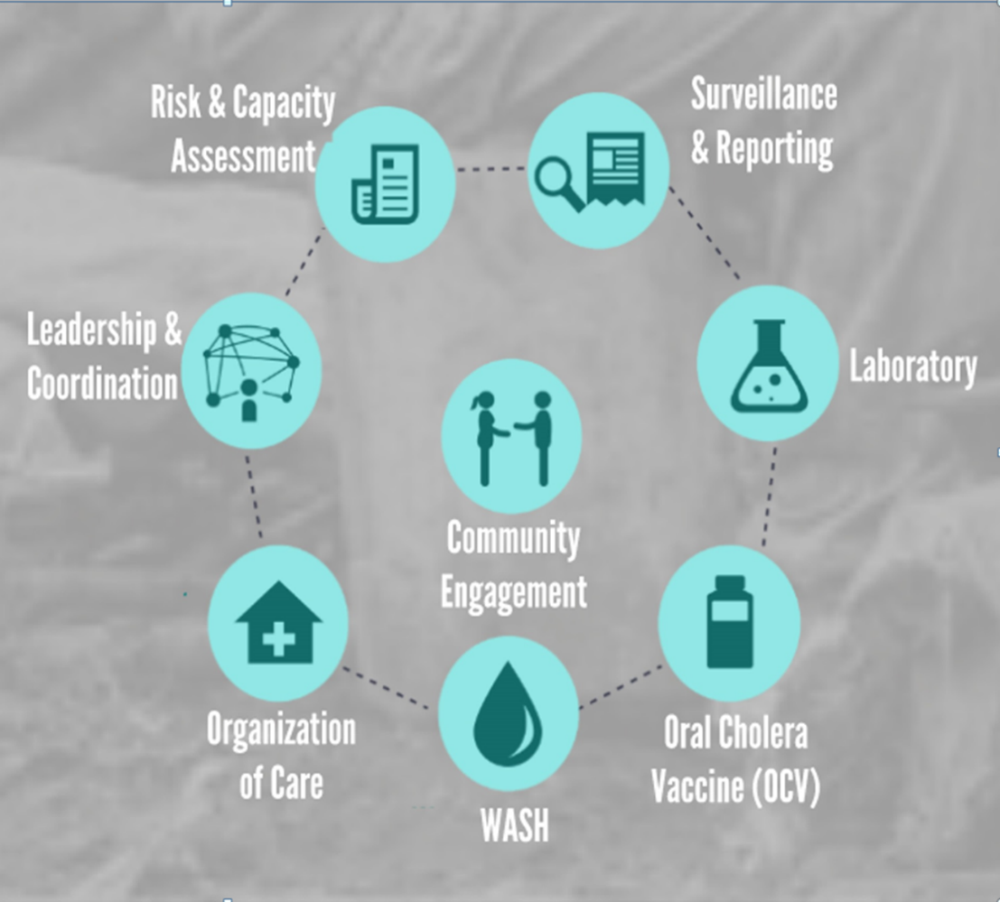 Risk & Capacity
Assessment
Surveillance
& Reporting
Leadership &
Coordination
Laboratory
Community
Engagement
Organization
of Care
Oral Cholera
Vaccine (OCV)
WASH